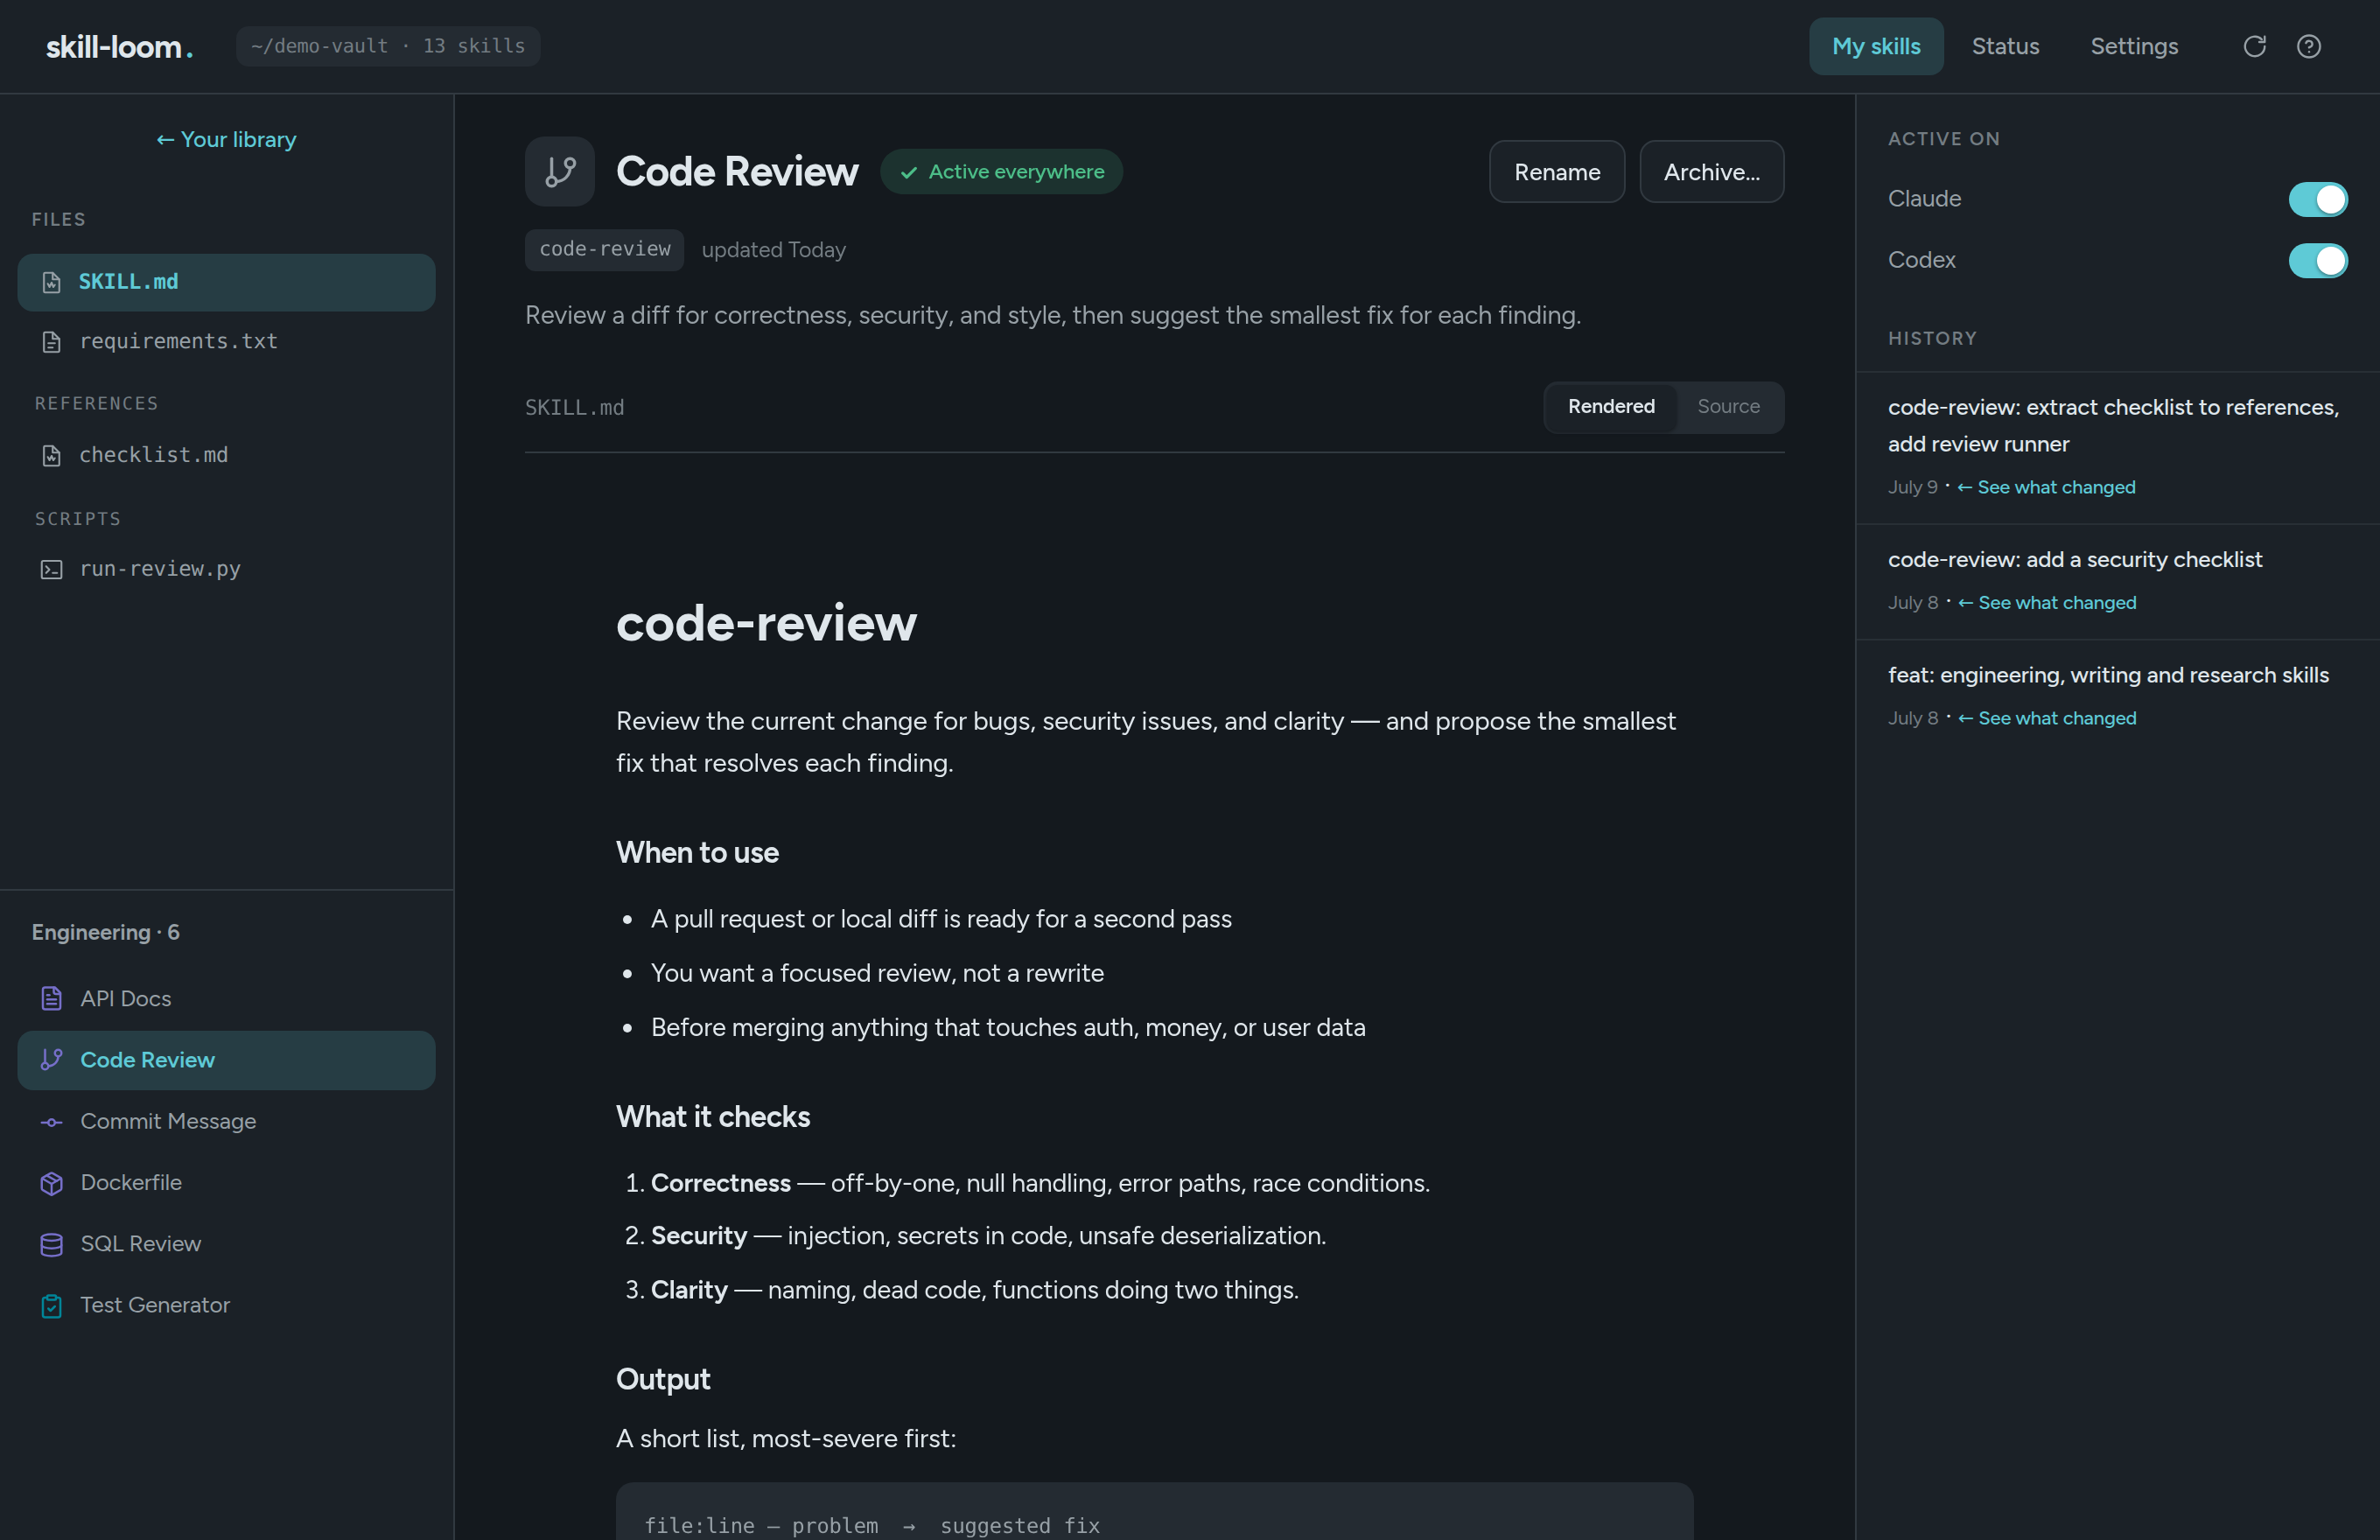 skill-loom.
~/demo-vault · 13 skills
My skills
Status
Settings
← Your library
FILES
SKILL.md
requirements.txt
REFERENCES
checklist.md
SCRIPTS
run-review.py
Engineering · 6
API Docs
Code Review
Commit Message
Dockerfile
SQL Review
Test Generator
Code Review
Active everywhere
Rename
Archive...
code-review
updated Today
Review a diff for correctness, security, and style, then suggest the smallest fix for each finding.
SKILL.md
Rendered
Source
code-review
Review the current change for bugs, security issues, and clarity — and propose the smallest
fix that resolves each finding.
When to use
• A pull request or local diff is ready for a second pass
• You want a focused review, not a rewrite
• Before merging anything that touches auth, money, or user data
What it checks
1. Correctness — off-by-one, null handling, error paths, race conditions.
2. Security — injection, secrets in code, unsafe deserialization.
3. Clarity — naming, dead code, functions doing two things.
Output
A short list, most-severe first:
file:line — problem → suggested fix
ACTIVE ON
Claude
Codex
HISTORY
code-review: extract checklist to references,
add review runner
July 9 · ← See what changed
code-review: add a security checklist
July 8 · ← See what changed
feat: engineering, writing and research skills
July 8 · ← See what changed